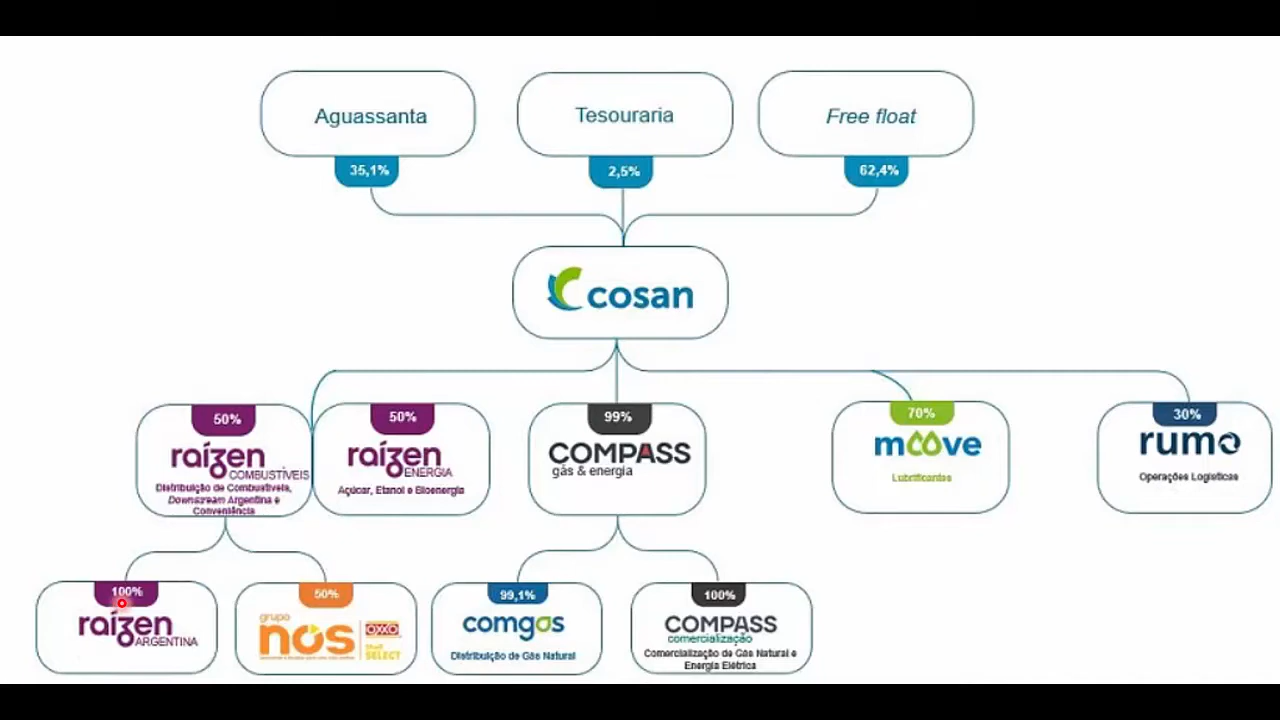 Aguassanta
Tesouraria
Free float
35,1%
2,5%
62,4%
cosan
50%
raízen
COMBUSTÍVEIS
Distribuição de Combustíveis,
Downstream Argentina e
Conveniência
50%
raízen
ENERGIA
Açúcar, Etanol e Bioenergia
99%
COMPASS
gás & energia
70%
moove
Lubrificantes
30%
rumo
Operações Logísticas
100%
raízen
ARGENTINA
50%
grupo
nós
OXXO
Shell
SELECT
99,1%
comgas
Distribuição de Gás Natural
100%
COMPASS
comercialização
Comercialização de Gás Natural e
Energia Elétrica